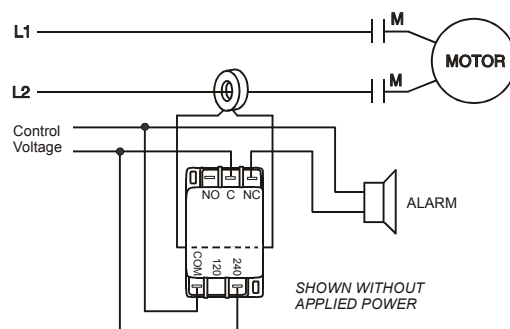 L1
M
MOTOR
L2
M
Control
Voltage
NO C NC
ALARM
COM 120 240
SHOWN WITHOUT
APPLIED POWER